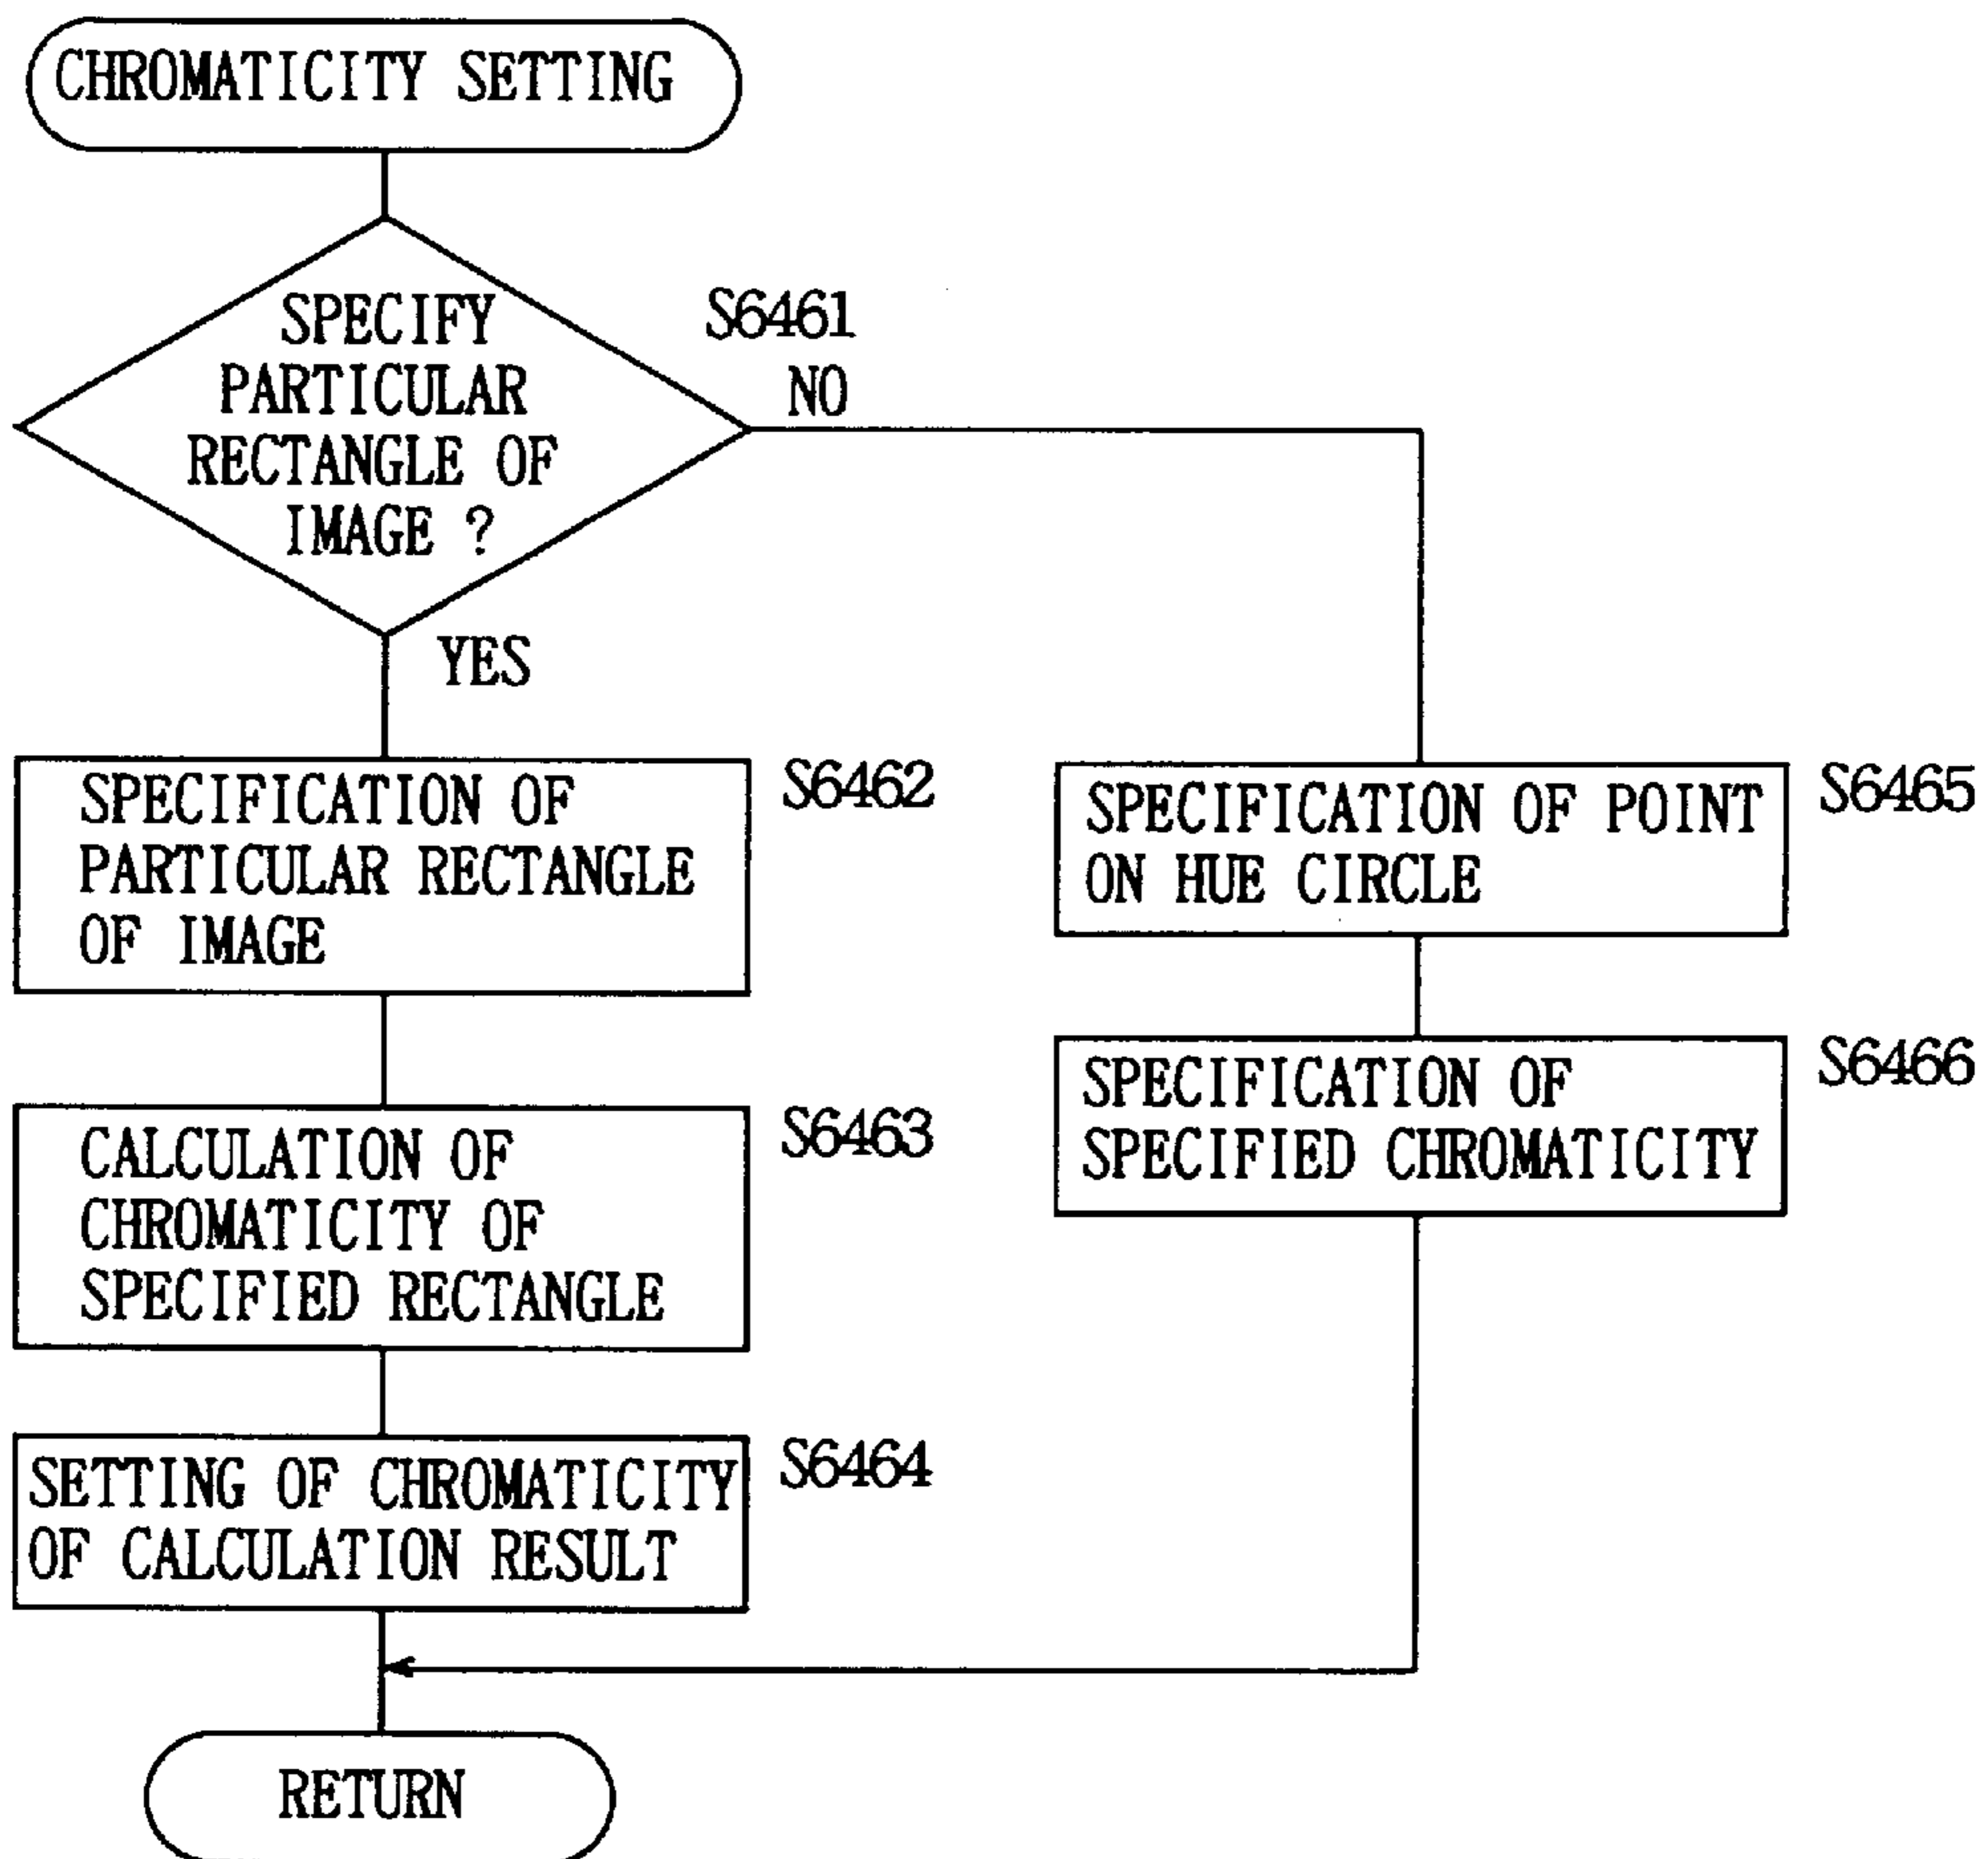 CHROMATICITY SETTING
SPECIFY
PARTICULAR
RECTANGLE OF
IMAGE ?
S6461
NO
YES
SPECIFICATION OF
PARTICULAR RECTANGLE
OF IMAGE
S6462
CALCULATION OF
CHROMATICITY OF
SPECIFIED RECTANGLE
S6463
SETTING OF CHROMATICITY
OF CALCULATION RESULT
S6464
SPECIFICATION OF POINT
ON HUE CIRCLE
S6465
SPECIFICATION OF
SPECIFIED CHROMATICITY
S6466
RETURN